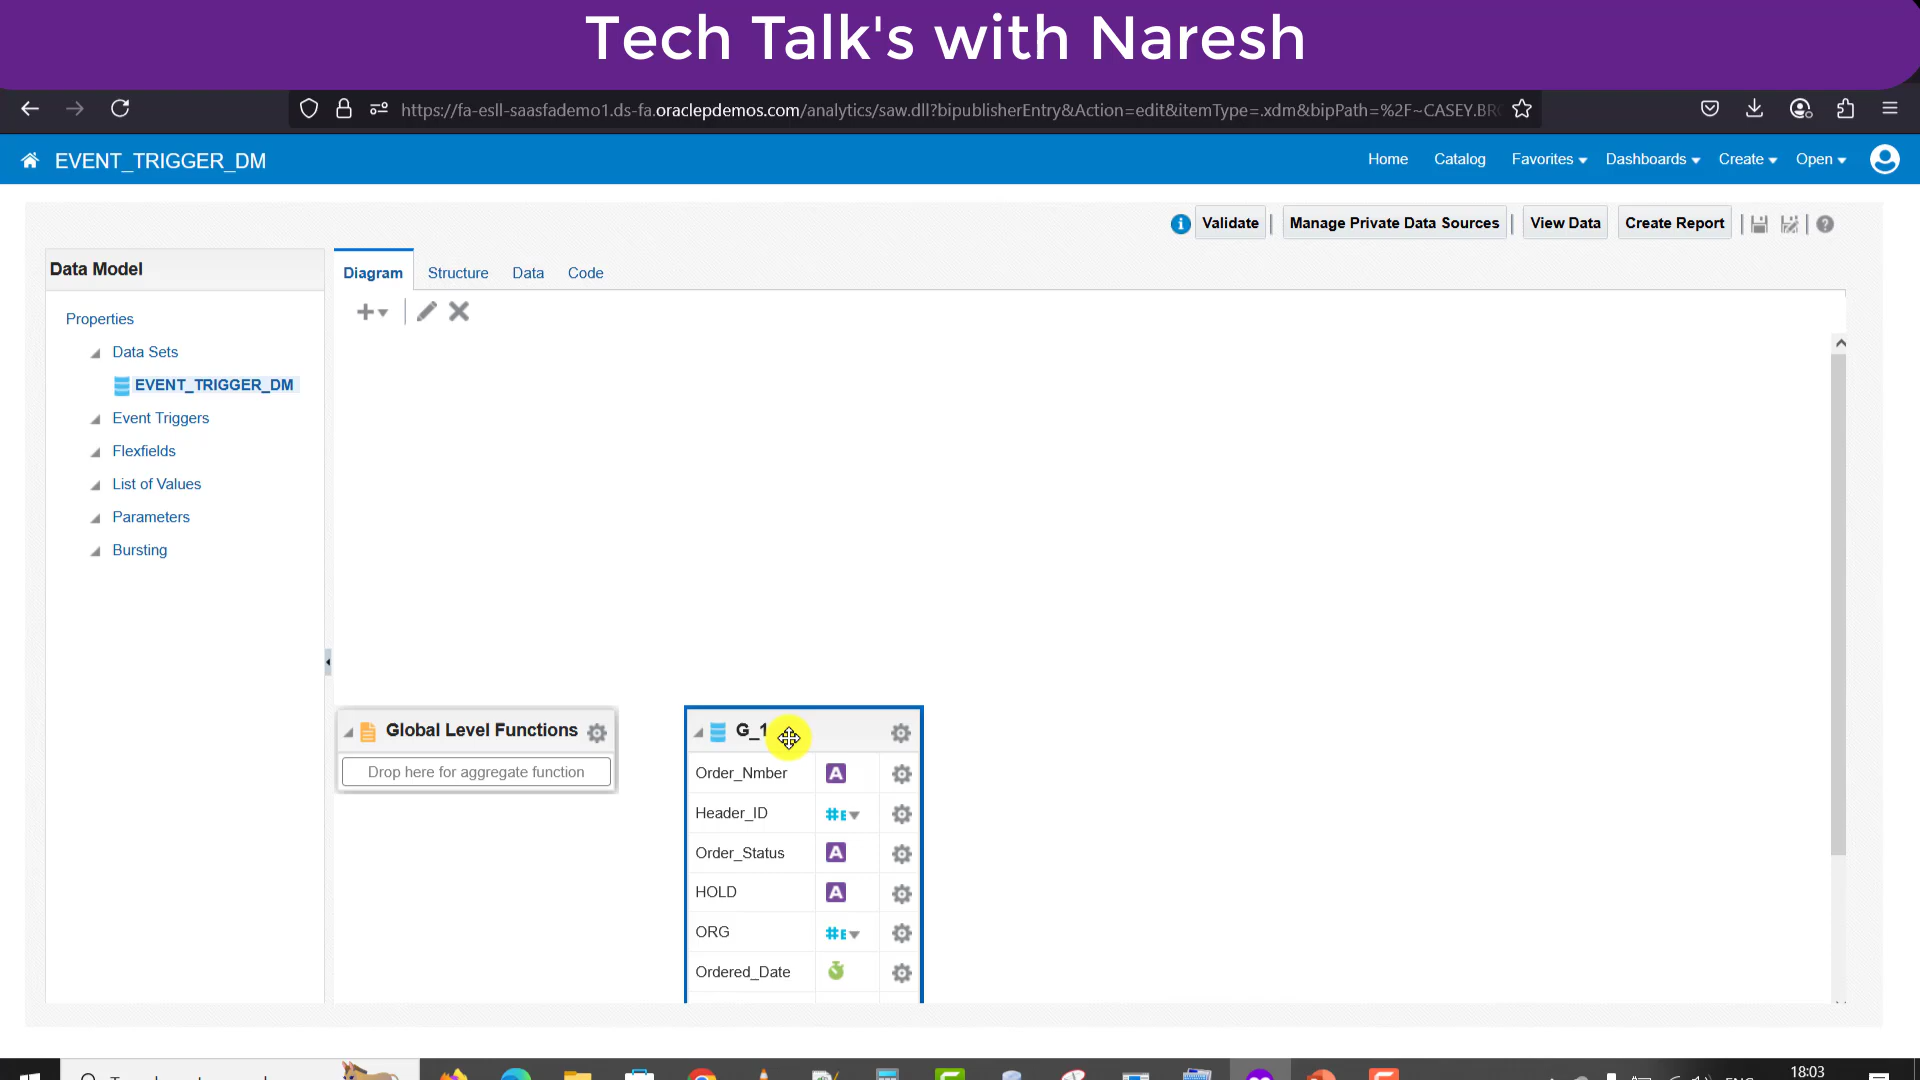 Tech Talk's with Naresh
https://fa-esll-saasfademo1.ds-fa.oraclepdemos.com/analytics/saw.dll?bipublisherEntry&Action=edit&itemType=.xdm&bipPath=%2F~CASEY.BR
EVENT_TRIGGER_DM
Home Catalog Favorites Dashboards Create Open
Validate Manage Private Data Sources View Data Create Report
Data Model
Diagram Structure Data Code
Properties
Data Sets
EVENT_TRIGGER_DM
Event Triggers
Flexfields
List of Values
Parameters
Bursting
Global Level Functions
Drop here for aggregate function
G_1
Order_Nmber A
Header_ID
Order_Status A
HOLD A
ORG
Ordered_Date
18:03